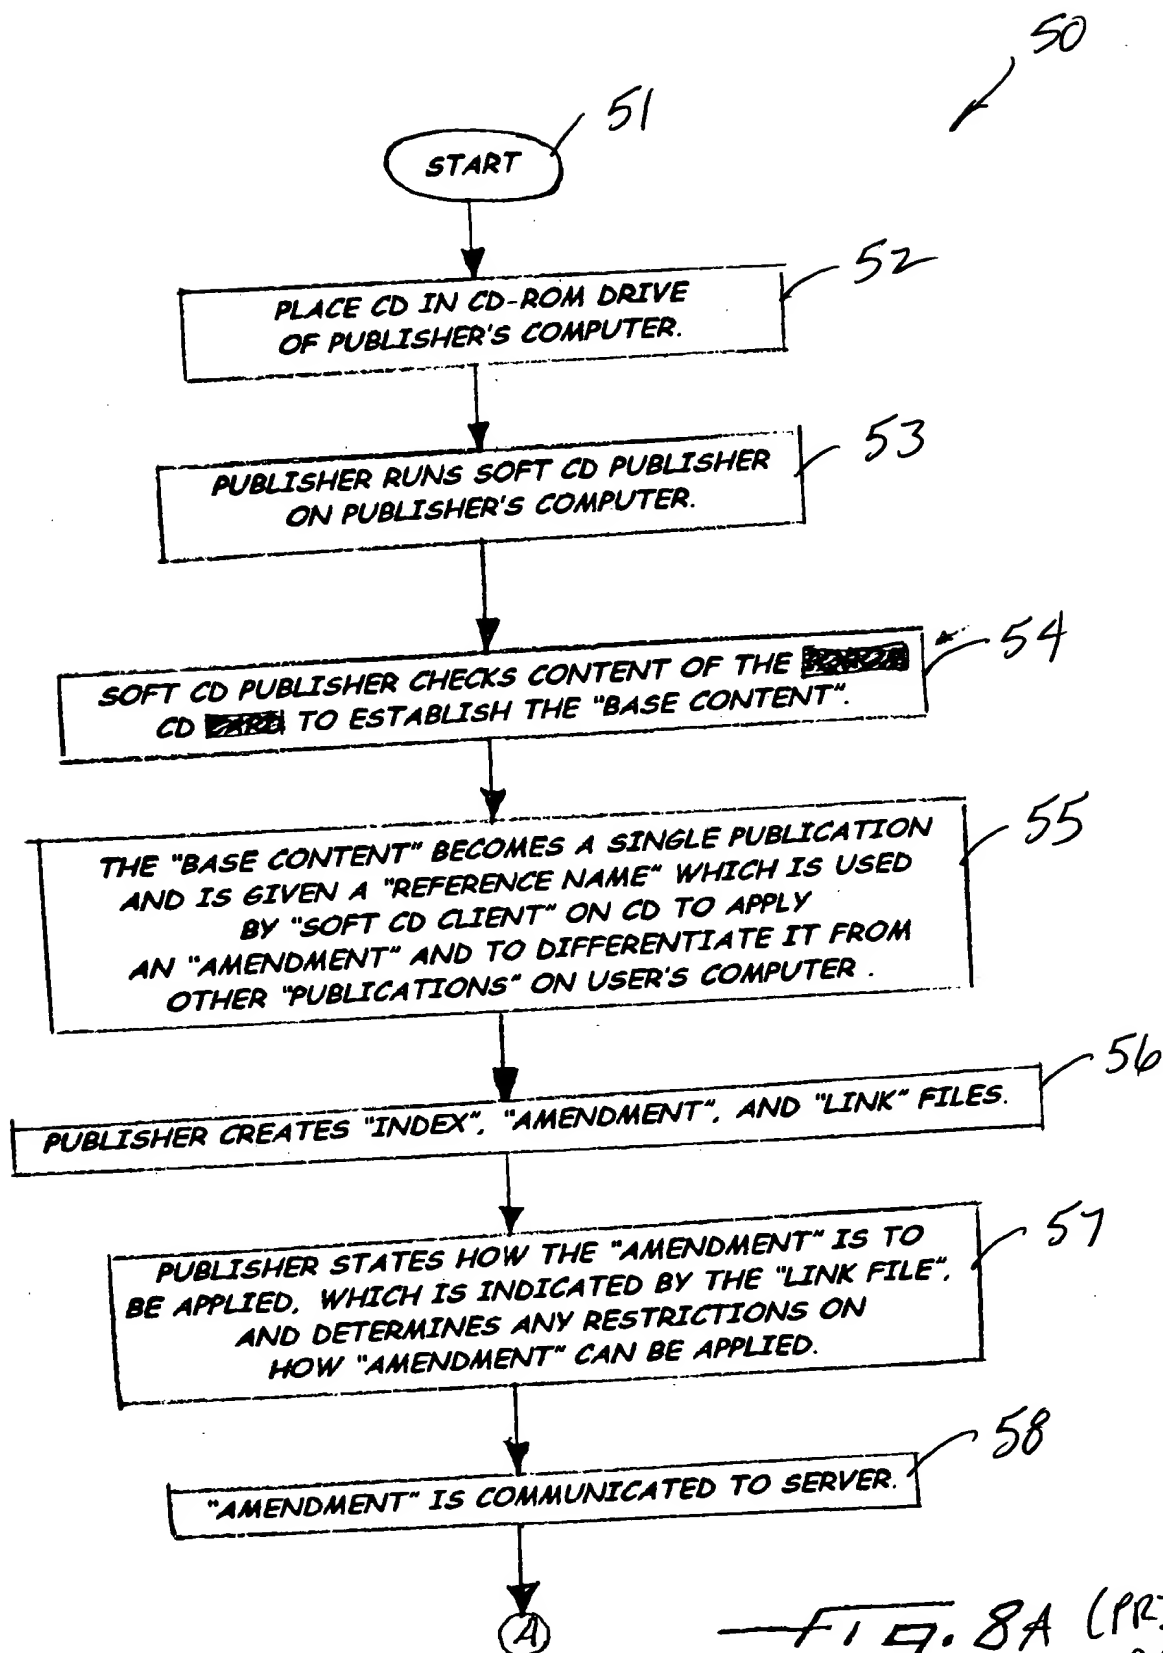 50
51
START
52
PLACE CD IN CD-ROM DRIVE
OF PUBLISHER'S COMPUTER.
53
PUBLISHER RUNS SOFT CD PUBLISHER
ON PUBLISHER'S COMPUTER.
54
SOFT CD PUBLISHER CHECKS CONTENT OF THE
CD TO ESTABLISH THE "BASE CONTENT".
55
THE "BASE CONTENT" BECOMES A SINGLE PUBLICATION
AND IS GIVEN A "REFERENCE NAME" WHICH IS USED
BY "SOFT CD CLIENT" ON CD TO APPLY
AN "AMENDMENT" AND TO DIFFERENTIATE IT FROM
OTHER "PUBLICATIONS" ON USER'S COMPUTER.
56
PUBLISHER CREATES "INDEX", "AMENDMENT", AND "LINK" FILES.
57
PUBLISHER STATES HOW THE "AMENDMENT" IS TO
BE APPLIED, WHICH IS INDICATED BY THE "LINK FILE",
AND DETERMINES ANY RESTRICTIONS ON
HOW "AMENDMENT" CAN BE APPLIED.
58
"AMENDMENT" IS COMMUNICATED TO SERVER.
A
FIG. 8A